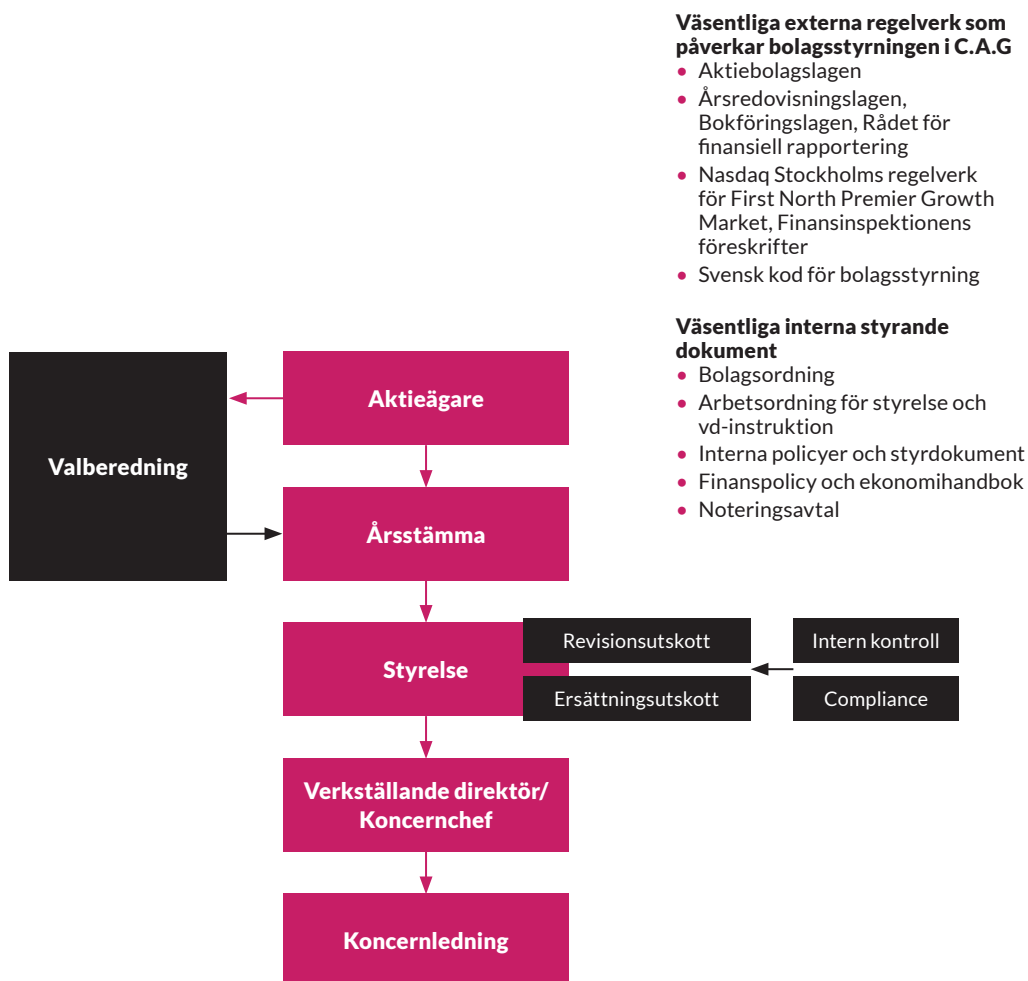 Väsentliga externa regelverk som
påverkar bolagsstyrningen i C.A.G
• Aktiebolagslagen
• Årsredovisningslagen,
Bokföringslagen, Rådet för
finansiell rapportering
• Nasdaq Stockholms regelverk
för First North Premier Growth
Market, Finansinspektionens
föreskrifter
• Svensk kod för bolagsstyrning
Väsentliga interna styrande
dokument
• Bolagsordning
• Arbetsordning för styrelse och
vd-instruktion
• Interna policyer och styrdokument
• Finanspolicy och ekonomihandbok
• Noteringsavtal
Valberedning
Aktieägare
Årsstämma
Styrelse
Revisionsutskott
Ersättningsutskott
Intern kontroll
Compliance
Verkställande direktör/
Koncernchef
Koncernledning